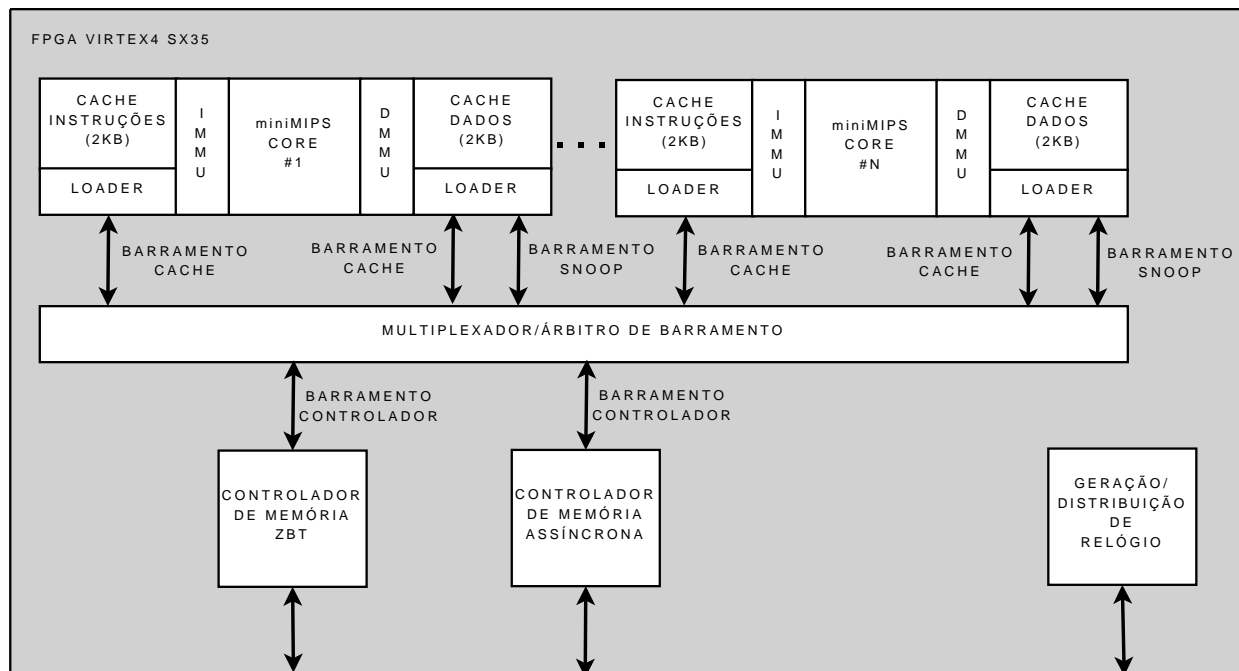 FPGA VIRTEX4 SX35
CACHE
INSTRUÇÕES
(2KB)
LOADER
I
M
M
U
miniMIPS
CORE
#1
D
M
M
U
CACHE
DADOS
(2KB)
LOADER
. . .
CACHE
INSTRUÇÕES
(2KB)
LOADER
I
M
M
U
miniMIPS
CORE
#N
D
M
M
U
CACHE
DADOS
(2KB)
LOADER
BARRAMENTO
CACHE
BARRAMENTO
CACHE
BARRAMENTO
SNOOP
BARRAMENTO
CACHE
BARRAMENTO
CACHE
BARRAMENTO
SNOOP
MULTIPLEXADOR/ÁRBITRO DE BARRAMENTO
BARRAMENTO
CONTROLADOR
BARRAMENTO
CONTROLADOR
CONTROLADOR
DE MEMÓRIA
ZBT
CONTROLADOR
DE MEMÓRIA
ASSÍNCRONA
GERAÇÃO/
DISTRIBUIÇÃO
DE
RELÓGIO